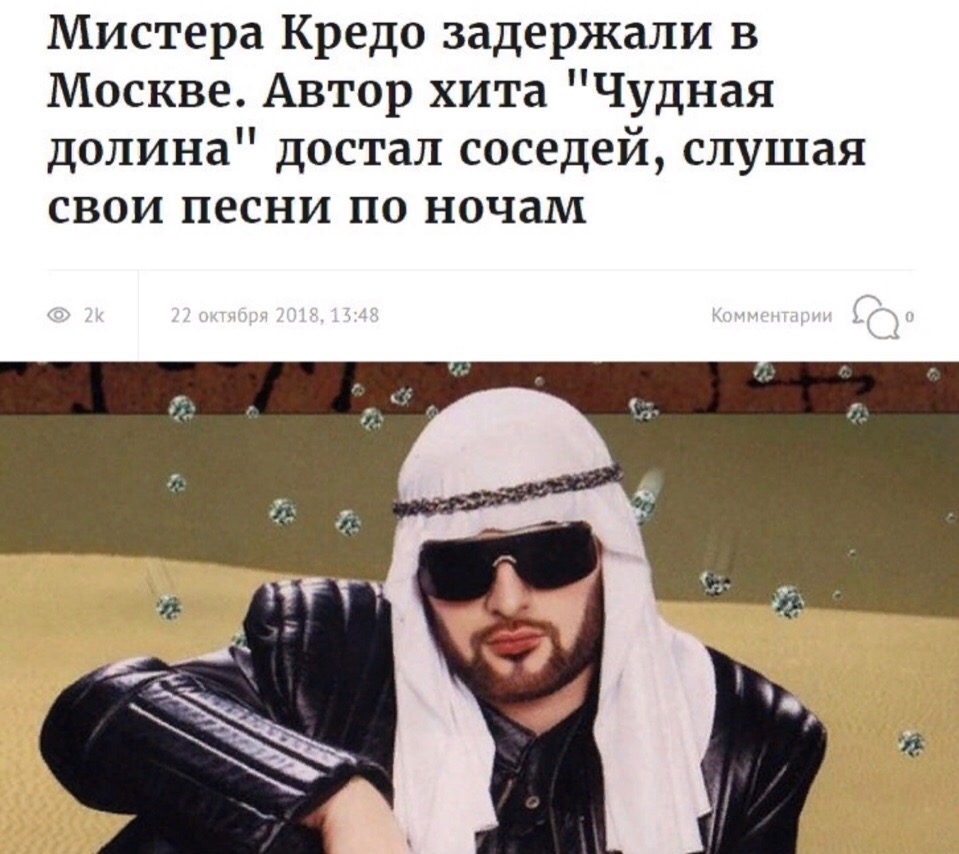 Мистера Кредо задержали в
Москве. Автор хита "Чудная
долина" достал соседей, слушая
свои песни по ночам
2k
22 октября 2018, 13:48
Комментарии
0